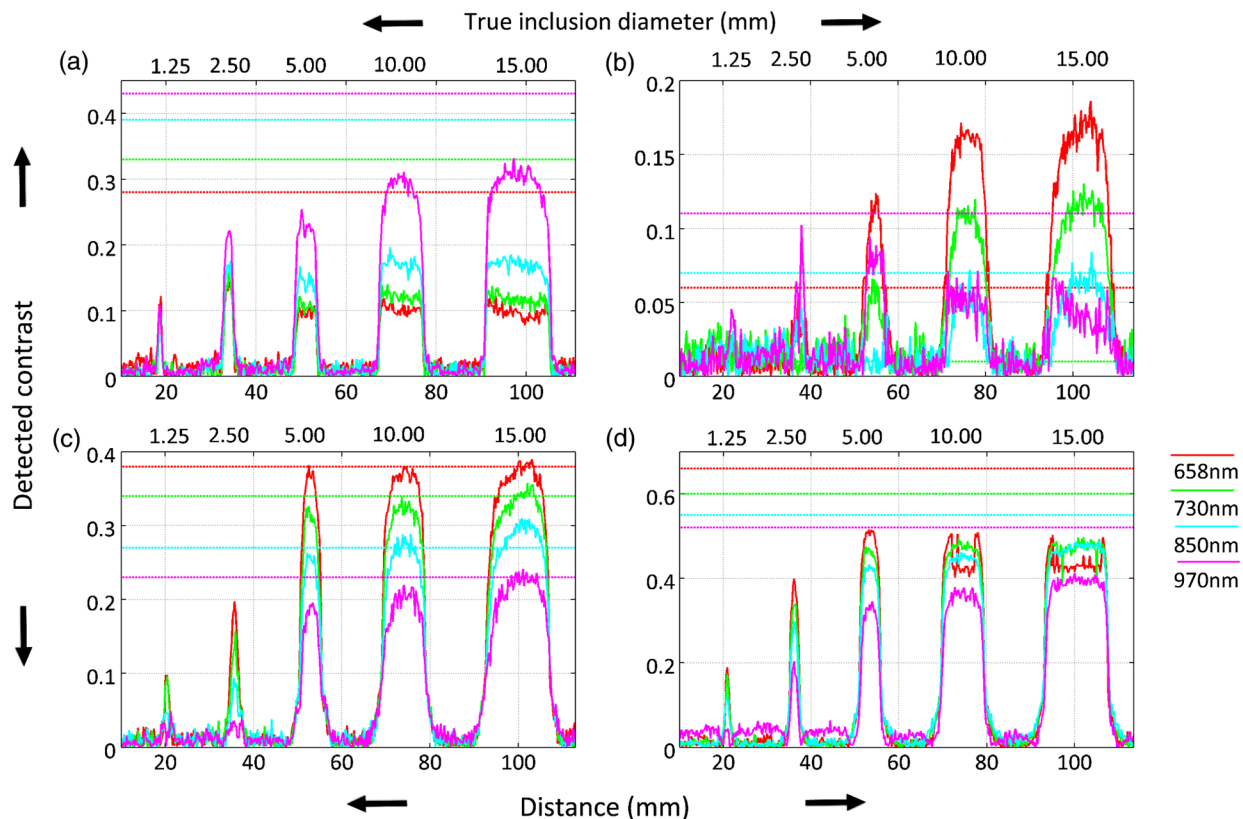 True inclusion diameter (mm)
(a) 1.25 2.50 5.00 10.00 15.00
(b) 1.25 2.50 5.00 10.00 15.00
0.4
0.3
0.2
0.1
0
20 40 60 80 100
0.2
0.15
0.1
0.05
0
20 40 60 80 100
Detected contrast
(c) 1.25 2.50 5.00 10.00 15.00
(d) 1.25 2.50 5.00 10.00 15.00
0.4
0.3
0.2
0.1
0
20 40 60 80 100
0.6
0.4
0.2
0
20 40 60 80 100
658nm
730nm
850nm
970nm
Distance (mm)